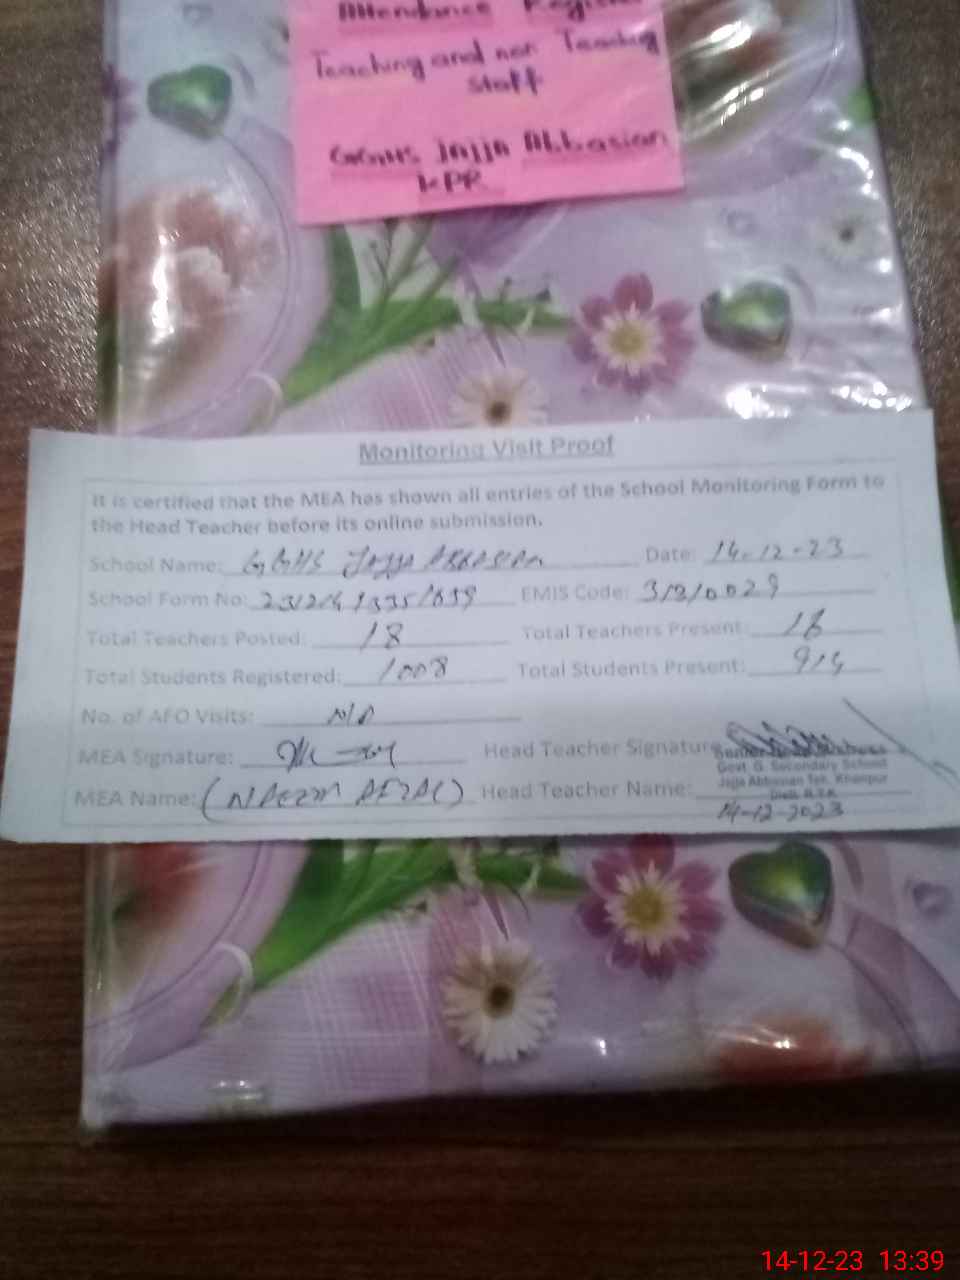 Attendance Register
Teaching and non Teaching
Staff
GGHS JAJJA Abbasian
KPR
Monitoring Visit Proof
It is certified that the MEA has shown all entries of the School Monitoring Form to
the Head Teacher before its online submission.
School Name: GGHS JAJJA ABBASIAN Date: 14-12-23
School Form No: EMIS Code: 31310029
Total Teachers Posted: 18 Total Teachers Present: 18
Total Students Registered: 1008 Total Students Present: 914
No. of AFO Visits:
MEA Signature: Head Teacher Signature
Senior Headmistress
Govt. G. Secondary School
Jajja Abbasian Teh. Khanpur
MEA Name: (NAEEM AFZAL) Head Teacher Name: Distt. R.Y.K
14-12-2023
14-12-23 13:39